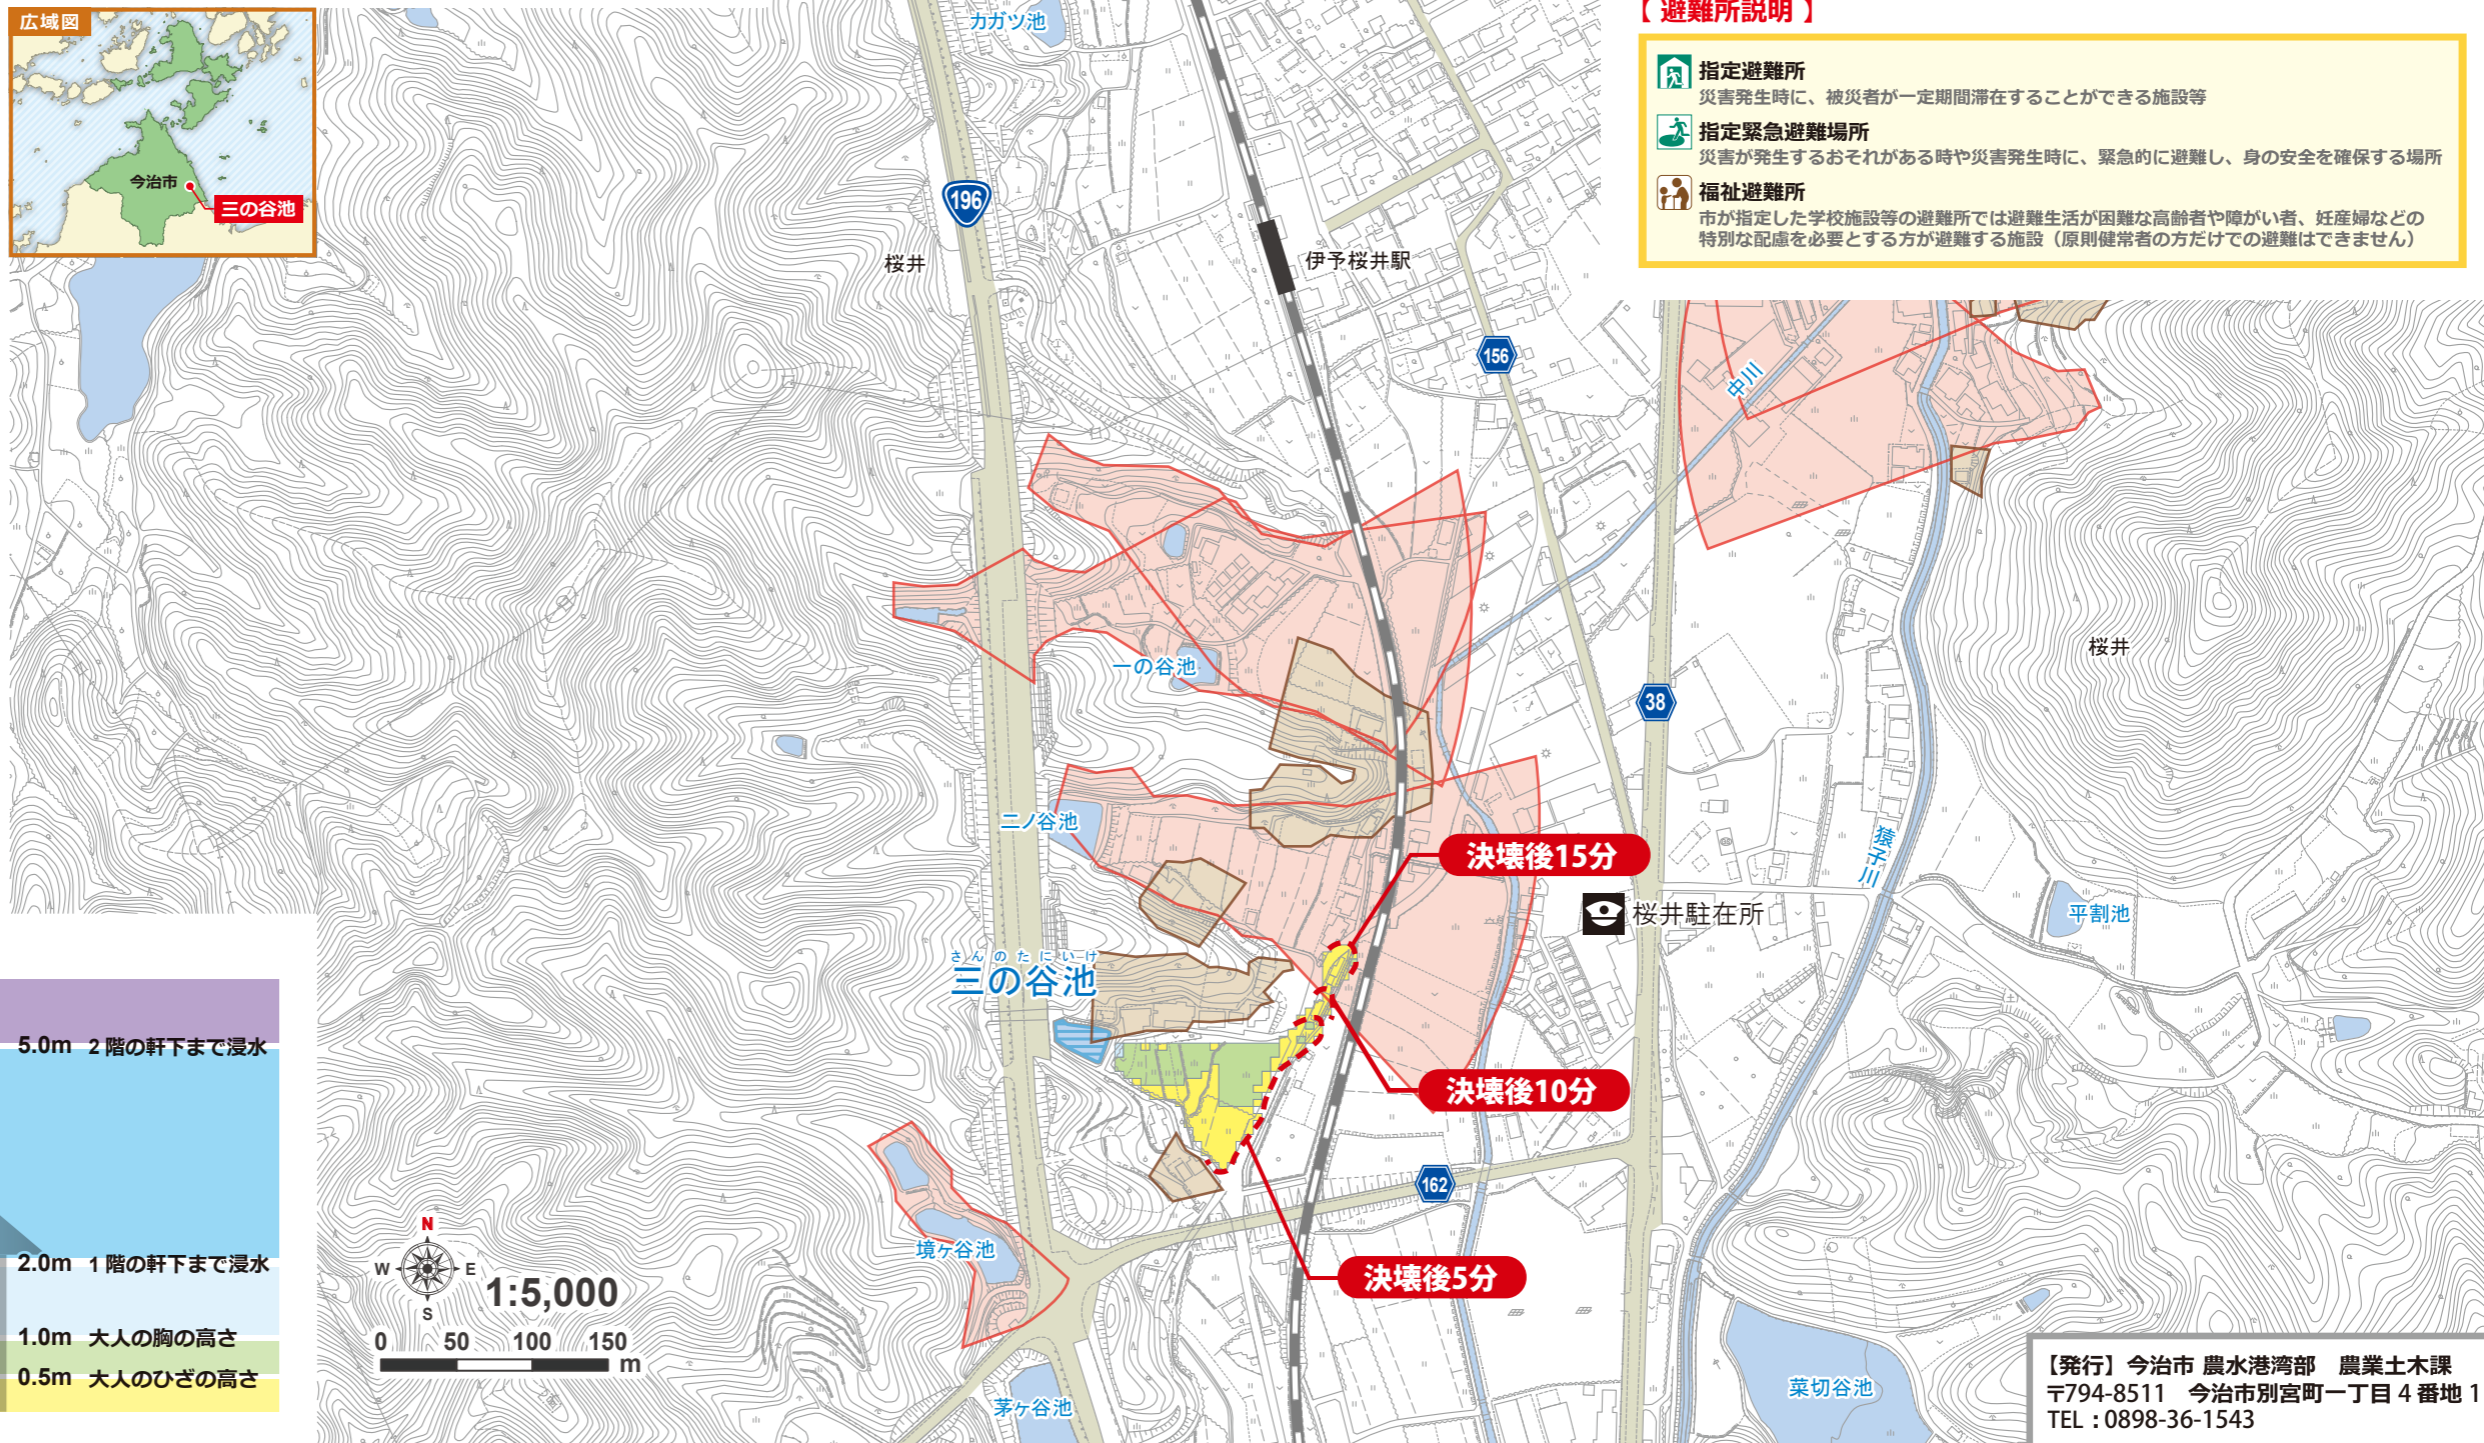 広域図
今治市
三の谷池
カガツ池
196
桜井
伊予桜井駅
156
【 避難所説明 】
指定避難所
災害発生時に、被災者が一定期間滞在することができる施設等
指定緊急避難場所
災害が発生するおそれがある時や災害発生時に、緊急的に避難し、身の安全を確保する場所
福祉避難所
市が指定した学校施設等の避難所では避難生活が困難な高齢者や障がい者、妊産婦などの
特別な配慮を必要とする方が避難する施設（原則健常者の方だけでの避難はできません）
中川
一の谷池
38
桜井
二ノ谷池
決壊後15分
猿子川
桜井駐在所
平割池
さんのたにいけ
三の谷池
決壊後10分
162
決壊後5分
境ヶ谷池
茅ヶ谷池
菜切谷池
5.0m 2階の軒下まで浸水
2.0m 1階の軒下まで浸水
1.0m 大人の胸の高さ
0.5m 大人のひざの高さ
N
W E
S
1:5,000
0 50 100 150
m
【発行】今治市 農水港湾部 農業土木課
〒794-8511 今治市別宮町一丁目4番地1
TEL：0898-36-1543